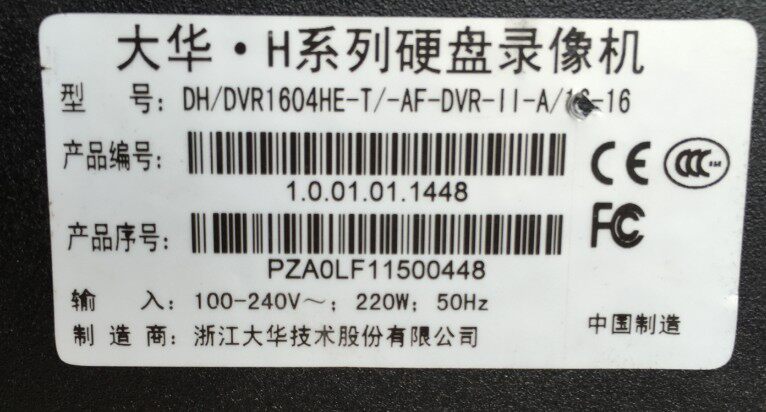 大华·H系列硬盘录像机
型 号: DH/DVR1604HE-T/-AF-DVR-II-A/16-16
产品编号:
1.0.01.01.1448
产品序号:
PZA0LF11500448
输 入: 100-240V～; 220W; 50Hz
制 造 商: 浙江大华技术股份有限公司
CE CCC
FC
中国制造